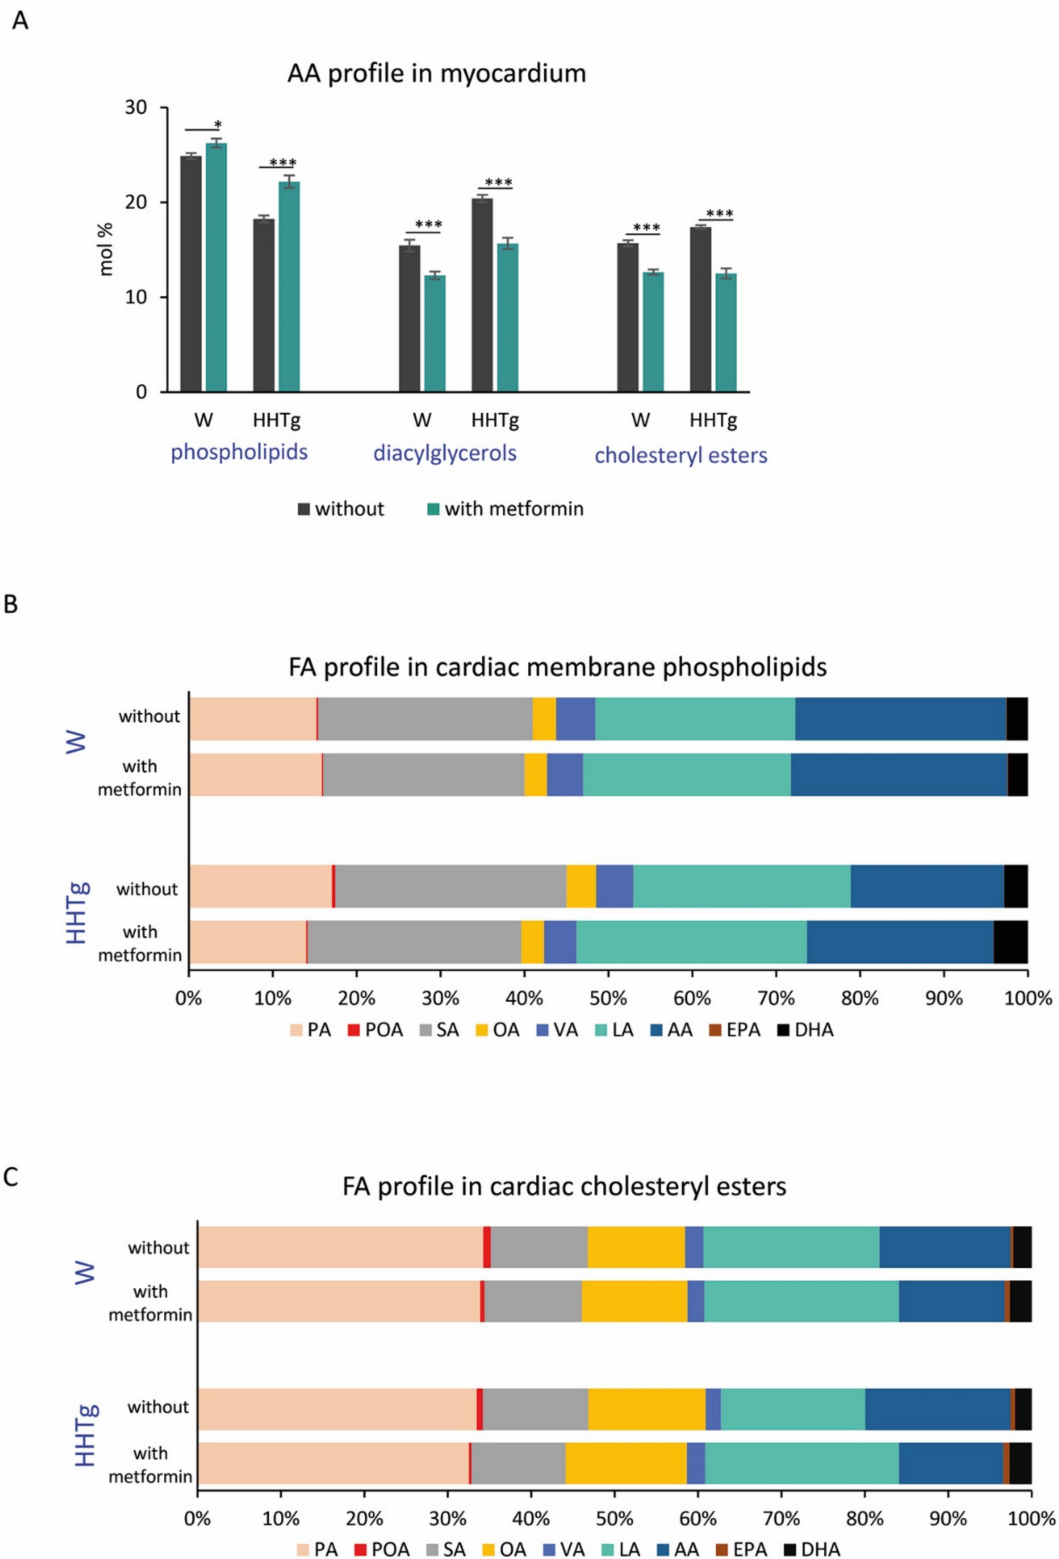 A
AA profile in myocardium
30
20
10
0
mol %
*
***
***
***
***
***
W HHTg W HHTg W HHTg
phospholipids diacylglycerols cholesteryl esters
without with metformin
B
FA profile in cardiac membrane phospholipids
W
without
with
metformin
HHTg
without
with
metformin
0% 10% 20% 30% 40% 50% 60% 70% 80% 90% 100%
PA POA SA OA VA LA AA EPA DHA
C
FA profile in cardiac cholesteryl esters
W
without
with
metformin
HHTg
without
with
metformin
0% 10% 20% 30% 40% 50% 60% 70% 80% 90% 100%
PA POA SA OA VA LA AA EPA DHA